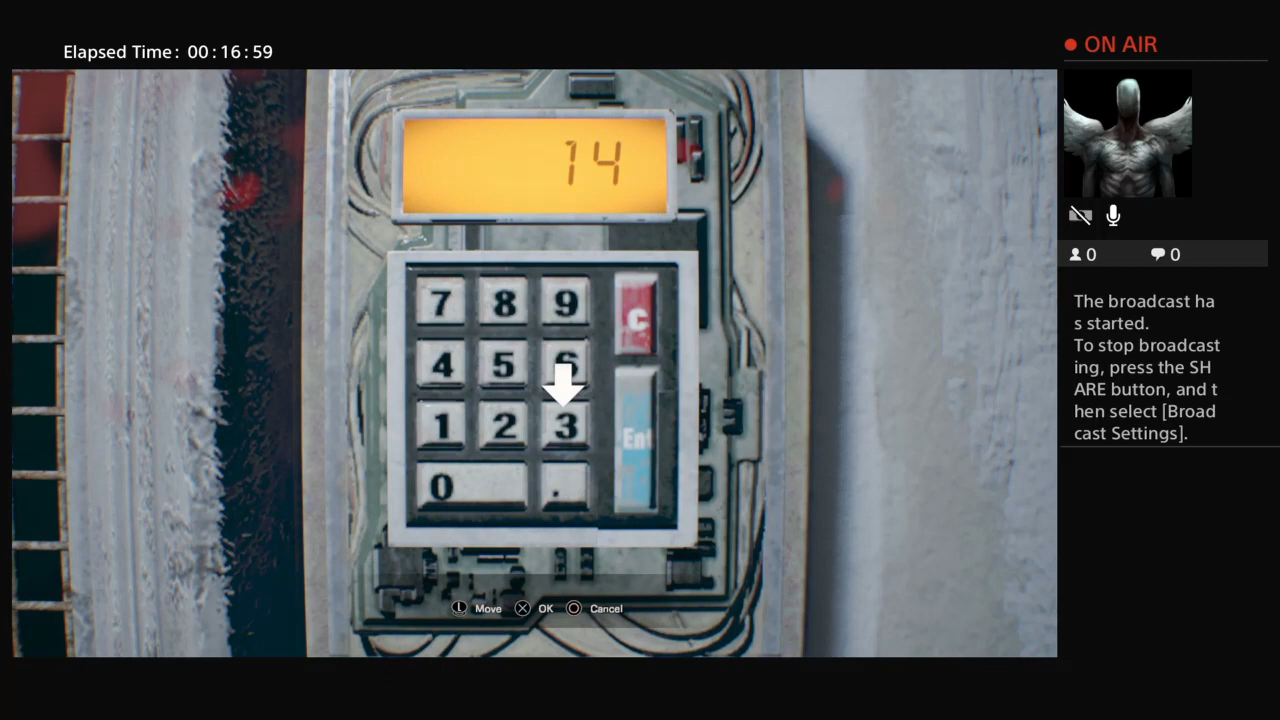 Elapsed Time: 00:16:59
ON AIR
14
7 8 9 C
4 5 6
1 2 3 Ent
0 .
L Move OK Cancel
0 0
The broadcast ha
s started.
To stop broadcast
ing, press the SH
ARE button, and t
hen select [Broad
cast Settings].